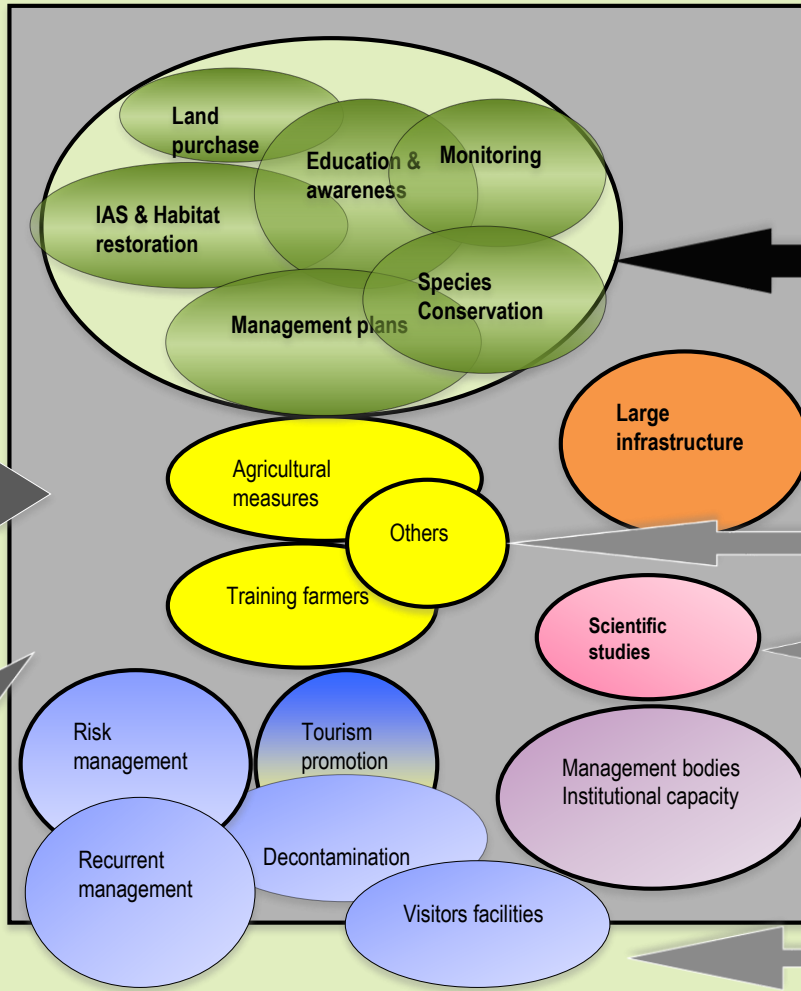 Land
purchase
Education &
awareness
Monitoring
IAS & Habitat
restoration
Species
Conservation
Management plans
Large
infrastructure
Agricultural
measures
Others
Training farmers
Scientific
studies
Risk
management
Tourism
promotion
Management bodies
Institutional capacity
Recurrent
management
Decontamination
Visitors facilities